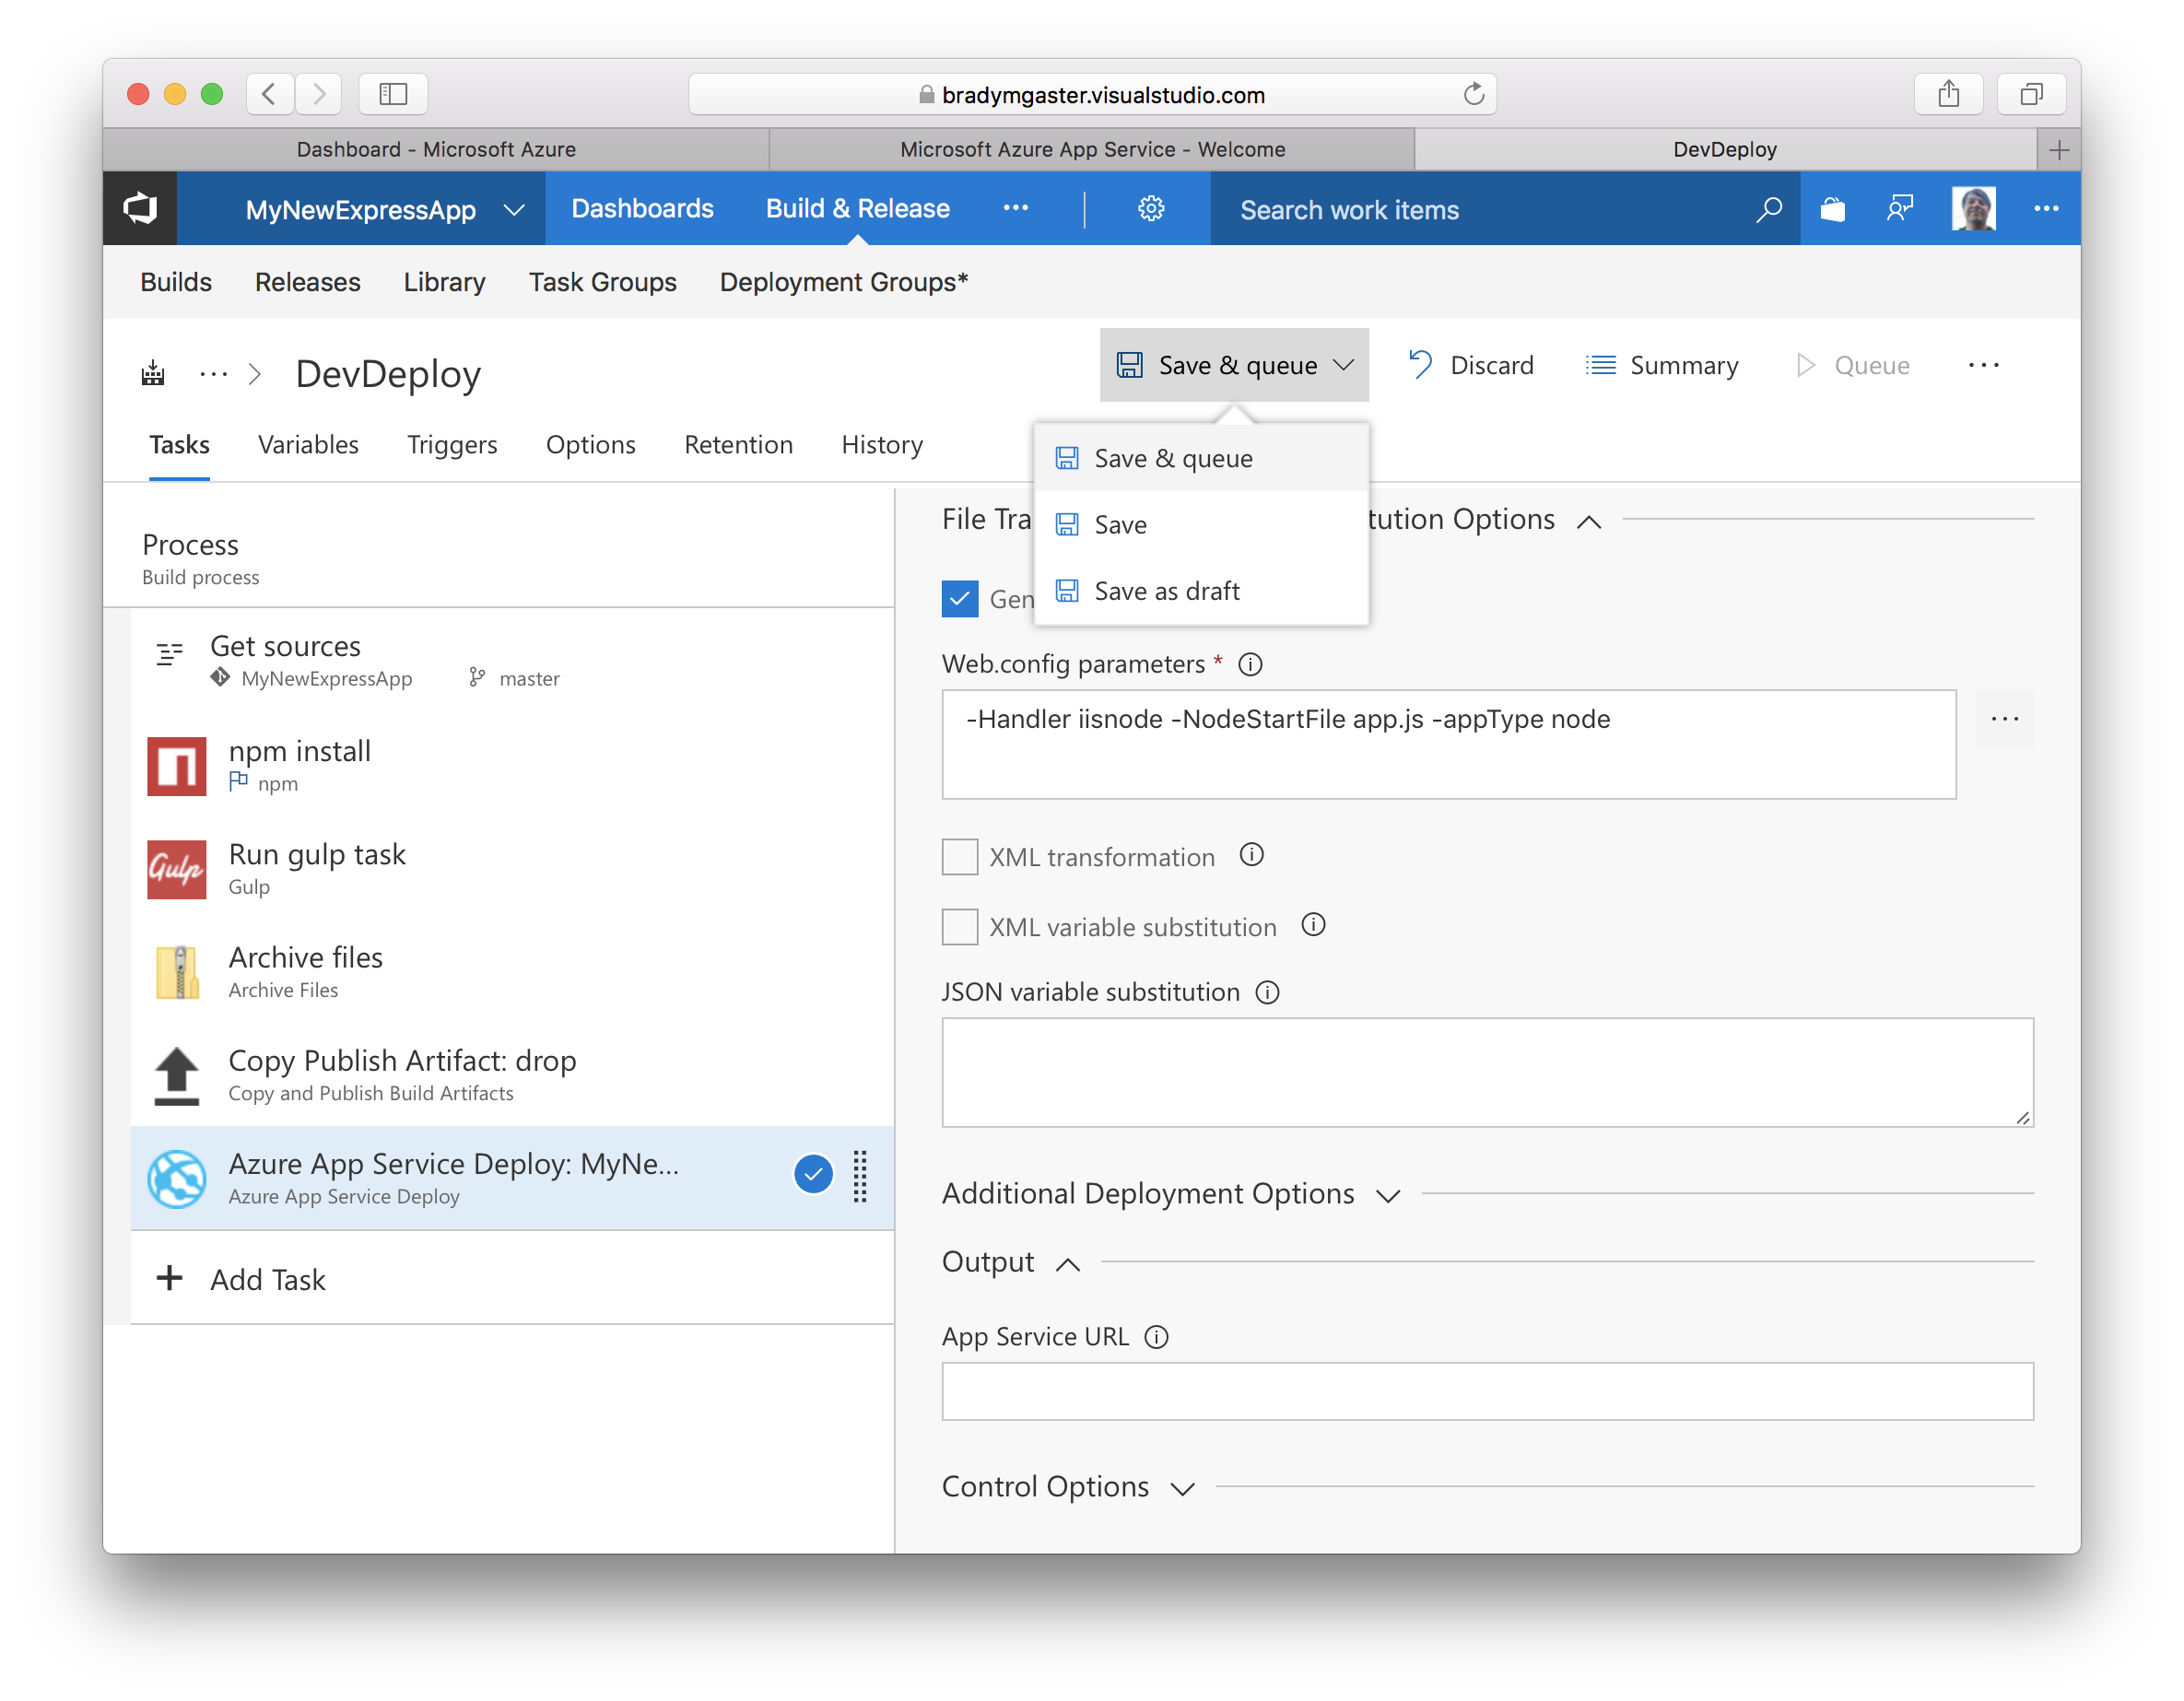 bradymgaster.visualstudio.com
Dashboard - Microsoft Azure
Microsoft Azure App Service - Welcome
DevDeploy
MyNewExpressApp
Dashboards
Build & Release
Search work items
Builds
Releases
Library
Task Groups
Deployment Groups*
DevDeploy
Save & queue
Discard
Summary
Queue
Tasks
Variables
Triggers
Options
Retention
History
Save & queue
Save
Save as draft
Process
Build process
Get sources
MyNewExpressApp
master
npm install
npm
Gulp
Run gulp task
Gulp
Archive files
Archive Files
Copy Publish Artifact: drop
Copy and Publish Build Artifacts
Azure App Service Deploy: MyNe...
Azure App Service Deploy
Add Task
File Tra
tution Options
Gen
Web.config parameters *
-Handler iisnode -NodeStartFile app.js -appType node
XML transformation
XML variable substitution
JSON variable substitution
Additional Deployment Options
Output
App Service URL
Control Options